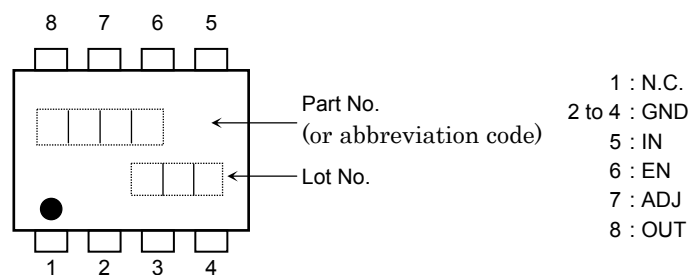 8 7 6 5
Part No.
(or abbreviation code)
Lot No.
1 2 3 4
1 : N.C.
2 to 4 : GND
5 : IN
6 : EN
7 : ADJ
8 : OUT